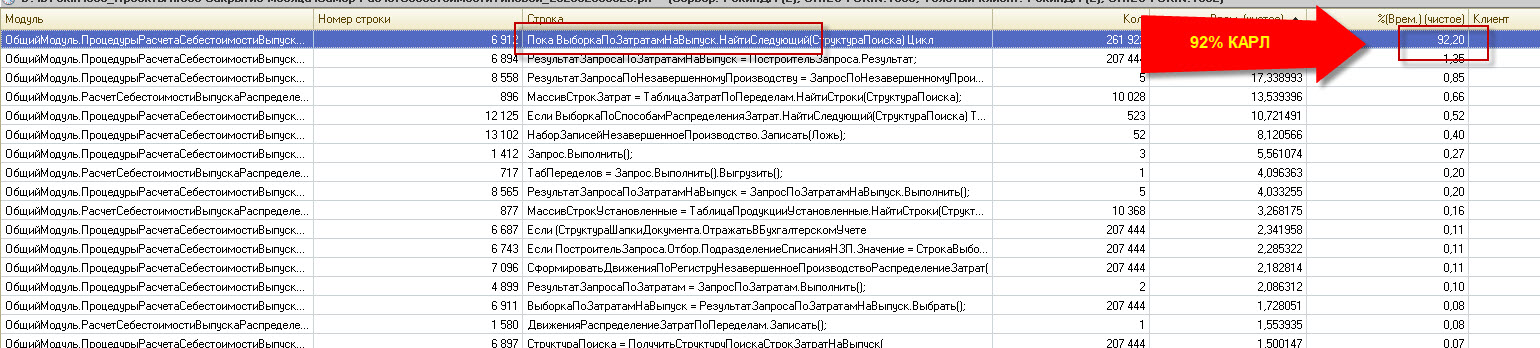 Модуль Номер строки Строка Кол %(Врем.) (чистое) Клиент
ОбщийМодуль.ПроцедурыРасчетаСебестоимостиВыпуск... 6 912 Пока ВыборкаПоЗатратамНаВыпуск.НайтиСледующий(СтруктураПоиска) Цикл 261 92 92% КАРЛ 92,20
ОбщийМодуль.ПроцедурыРасчетаСебестоимостиВыпуск... 6 894 РезультатЗапросаПоЗатратамНаВыпуск = ПостроительЗапроса.Результат; 207 444 1,35
ОбщийМодуль.ПроцедурыРасчетаСебестоимостиВыпуск... 8 558 РезультатЗапросаПоНезавершенномуПроизводству = ЗапросПоНезавершенномуПрои... 5 17,338993 0,85
ОбщийМодуль.РасчетСебестоимостиВыпускаРаспределе... 896 МассивСтрокЗатрат = ТаблицаЗатратПоПеределам.НайтиСтроки(СтруктураПоиска); 10 028 13,539396 0,66
ОбщийМодуль.ПроцедурыРасчетаСебестоимостиВыпуск... 12 125 Если ВыборкаПоСпособамРаспределенияЗатрат.НайтиСледующий(СтруктураПоиска) Т... 523 10,721491 0,52
ОбщийМодуль.ПроцедурыРасчетаСебестоимостиВыпуск... 13 102 НаборЗаписейНезавершенноеПроизводство.Записать(Ложь); 52 8,120566 0,40
ОбщийМодуль.ПроцедурыРасчетаСебестоимостиВыпуск... 1 412 Запрос.Выполнить(); 3 5,561074 0,27
ОбщийМодуль.РасчетСебестоимостиВыпускаРаспределе... 717 ТабПеределов = Запрос.Выполнить().Выгрузить(); 1 4,096363 0,20
ОбщийМодуль.ПроцедурыРасчетаСебестоимостиВыпуск... 8 565 РезультатЗапросаПоЗатратамНаВыпуск = ЗапросПоЗатратамНаВыпуск.Выполнить(); 5 4,033255 0,20
ОбщийМодуль.РасчетСебестоимостиВыпускаРаспределе... 877 МассивСтрокУстановленные = ТаблицаПродукцииУстановленные.НайтиСтроки(Структ... 10 368 3,268175 0,16
ОбщийМодуль.ПроцедурыРасчетаСебестоимостиВыпуск... 6 687 Если (СтруктураШапкиДокумента.ОтражатьВБухгалтерскомУчете 207 444 2,341958 0,11
ОбщийМодуль.ПроцедурыРасчетаСебестоимостиВыпуск... 6 743 Если ПостроительЗапроса.Отбор.ПодразделениеСписанияНЗП.Значение = СтрокаВыбо... 207 444 2,285322 0,11
ОбщийМодуль.ПроцедурыРасчетаСебестоимостиВыпуск... 7 096 СформироватьДвиженияПоРегиструНезавершенноеПроизводствоРаспределениеЗатрат( 207 444 2,182814 0,11
ОбщийМодуль.ПроцедурыРасчетаСебестоимостиВыпуск... 4 899 РезультатЗапросаПоЗатратам = ЗапросПоЗатратам.Выполнить(); 2 2,086312 0,10
ОбщийМодуль.ПроцедурыРасчетаСебестоимостиВыпуск... 6 911 ВыборкаПоЗатратамНаВыпуск = РезультатЗапросаПоЗатратамНаВыпуск.Выбрать(); 207 444 1,728051 0,08
ОбщийМодуль.РасчетСебестоимостиВыпускаРаспределе... 1 580 ДвиженияРаспределениеЗатратПоПеределам.Записать(); 1 1,553935 0,08
ОбщийМодуль.ПроцедурыРасчетаСебестоимостиВыпуск... 6 897 СтруктураПоиска = ПолучитьСтруктуруПоискаСтрокЗатратНаВыпуск( 207 444 1,500147 0,07